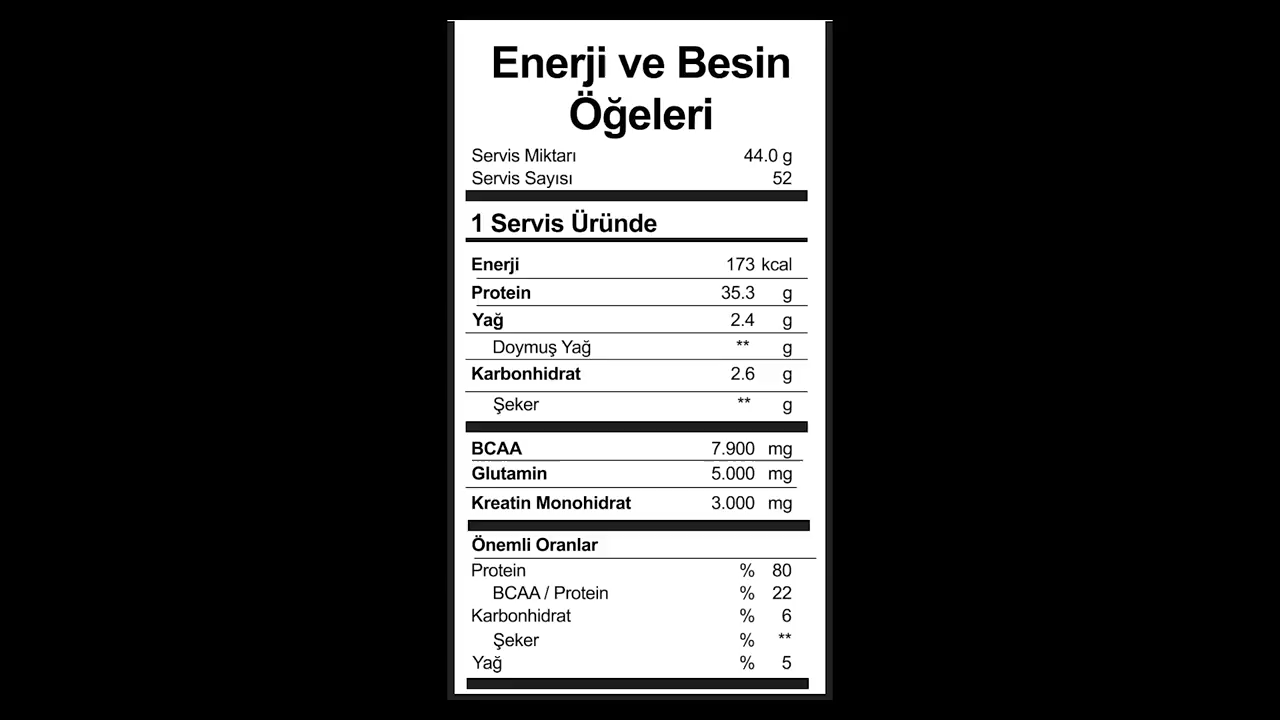 Enerji ve Besin
Öğeleri
Servis Miktarı 44.0 g
Servis Sayısı 52
1 Servis Üründe
Enerji 173 kcal
Protein 35.3 g
Yağ 2.4 g
Doymuş Yağ ** g
Karbonhidrat 2.6 g
Şeker ** g
BCAA 7.900 mg
Glutamin 5.000 mg
Kreatin Monohidrat 3.000 mg
Önemli Oranlar
Protein % 80
BCAA / Protein % 22
Karbonhidrat % 6
Şeker % **
Yağ % 5